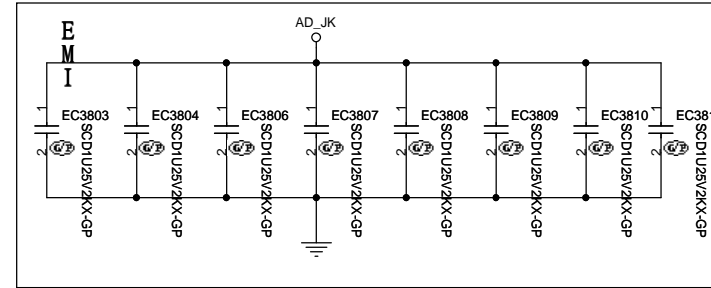 AD_JK
E
M
I
1 EC3803 1 EC3804 1 EC3806 1 EC3807 1 EC3808 1 EC3809 1 EC3810 1 EC381
SCD1U25V2KX-GP SCD1U25V2KX-GP SCD1U25V2KX-GP SCD1U25V2KX-GP SCD1U25V2KX-GP SCD1U25V2KX-GP SCD1U25V2KX-GP SCD1U25V2KX-GP
2 G/P 2 G/P 2 G/P 2 G/P 2 G/P 2 G/P 2 G/P 2 G/P